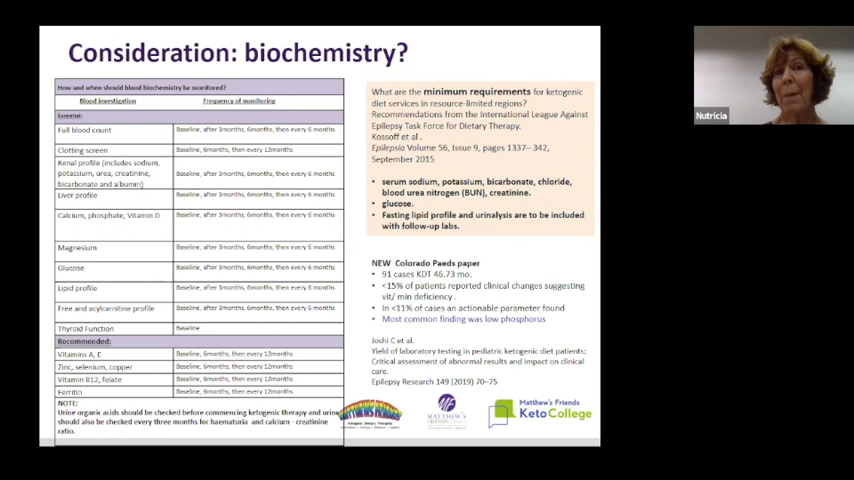 Consideration: biochemistry?
How and when should blood biochemistry be monitored?
Blood investigation Frequency of monitoring
Essential:
Full blood count Baseline, after 3months, 6months, then every 6 months
Clotting screen Baseline, 6months, then every 12months
Renal profile (includes sodium,
potassium, urea, creatinine,
bicarbonate and albumin) Baseline, after 3months, 6months, then every 6 months
Liver profile Baseline, after 3months, 6months, then every 6 months
Calcium, phosphate, Vitamin D Baseline, after 3months, 6months, then every 6 months
Magnesium Baseline, after 3months, 6months, then every 6 months
Glucose Baseline, after 3months, 6months, then every 6 months
Lipid profile Baseline, after 3months, 6months, then every 6 months
Free and acylcarnitine profile Baseline, after 3months, 6months, then every 6 months
Thyroid Function Baseline
Recommended:
Vitamins A, E Baseline, 6months, then every 12months
Zinc, selenium, copper Baseline, 6months, then every 12months
Vitamin B12, folate Baseline, 6months, then every 12months
Ferritin Baseline, 6months, then every 12months
NOTE:
Urine organic acids should be checked before commencing ketogenic therapy and urine
should also be checked every three months for haematuria and calcium - creatinine
ratio.
What are the minimum requirements for ketogenic
diet services in resource-limited regions?
Recommendations from the International League Against
Epilepsy Task Force for Dietary Therapy.
Kossoff et al .
Epilepsia Volume 56, Issue 9, pages 1337– 342,
September 2015
• serum sodium, potassium, bicarbonate, chloride,
blood urea nitrogen (BUN), creatinine.
• glucose.
• Fasting lipid profile and urinalysis are to be included
with follow-up labs.
NEW Colorado Paeds paper
• 91 cases KDT 46.73 mo.
• <15% of patients reported clinical changes suggesting
vit/ min deficiency .
• In <11% of cases an actionable parameter found
• Most common finding was low phosphorus
Joshi C et al.
Yield of laboratory testing in pediatric ketogenic diet patients:
Critical assessment of abnormal results and impact on clinical
care.
Epilepsy Research 149 (2019) 70–75
MATTHEW'S FRIENDS
Ketogenic Dietary Therapies
MF
MATTHEW'S
Matthew's Friends
KetoCollege
Nutricia